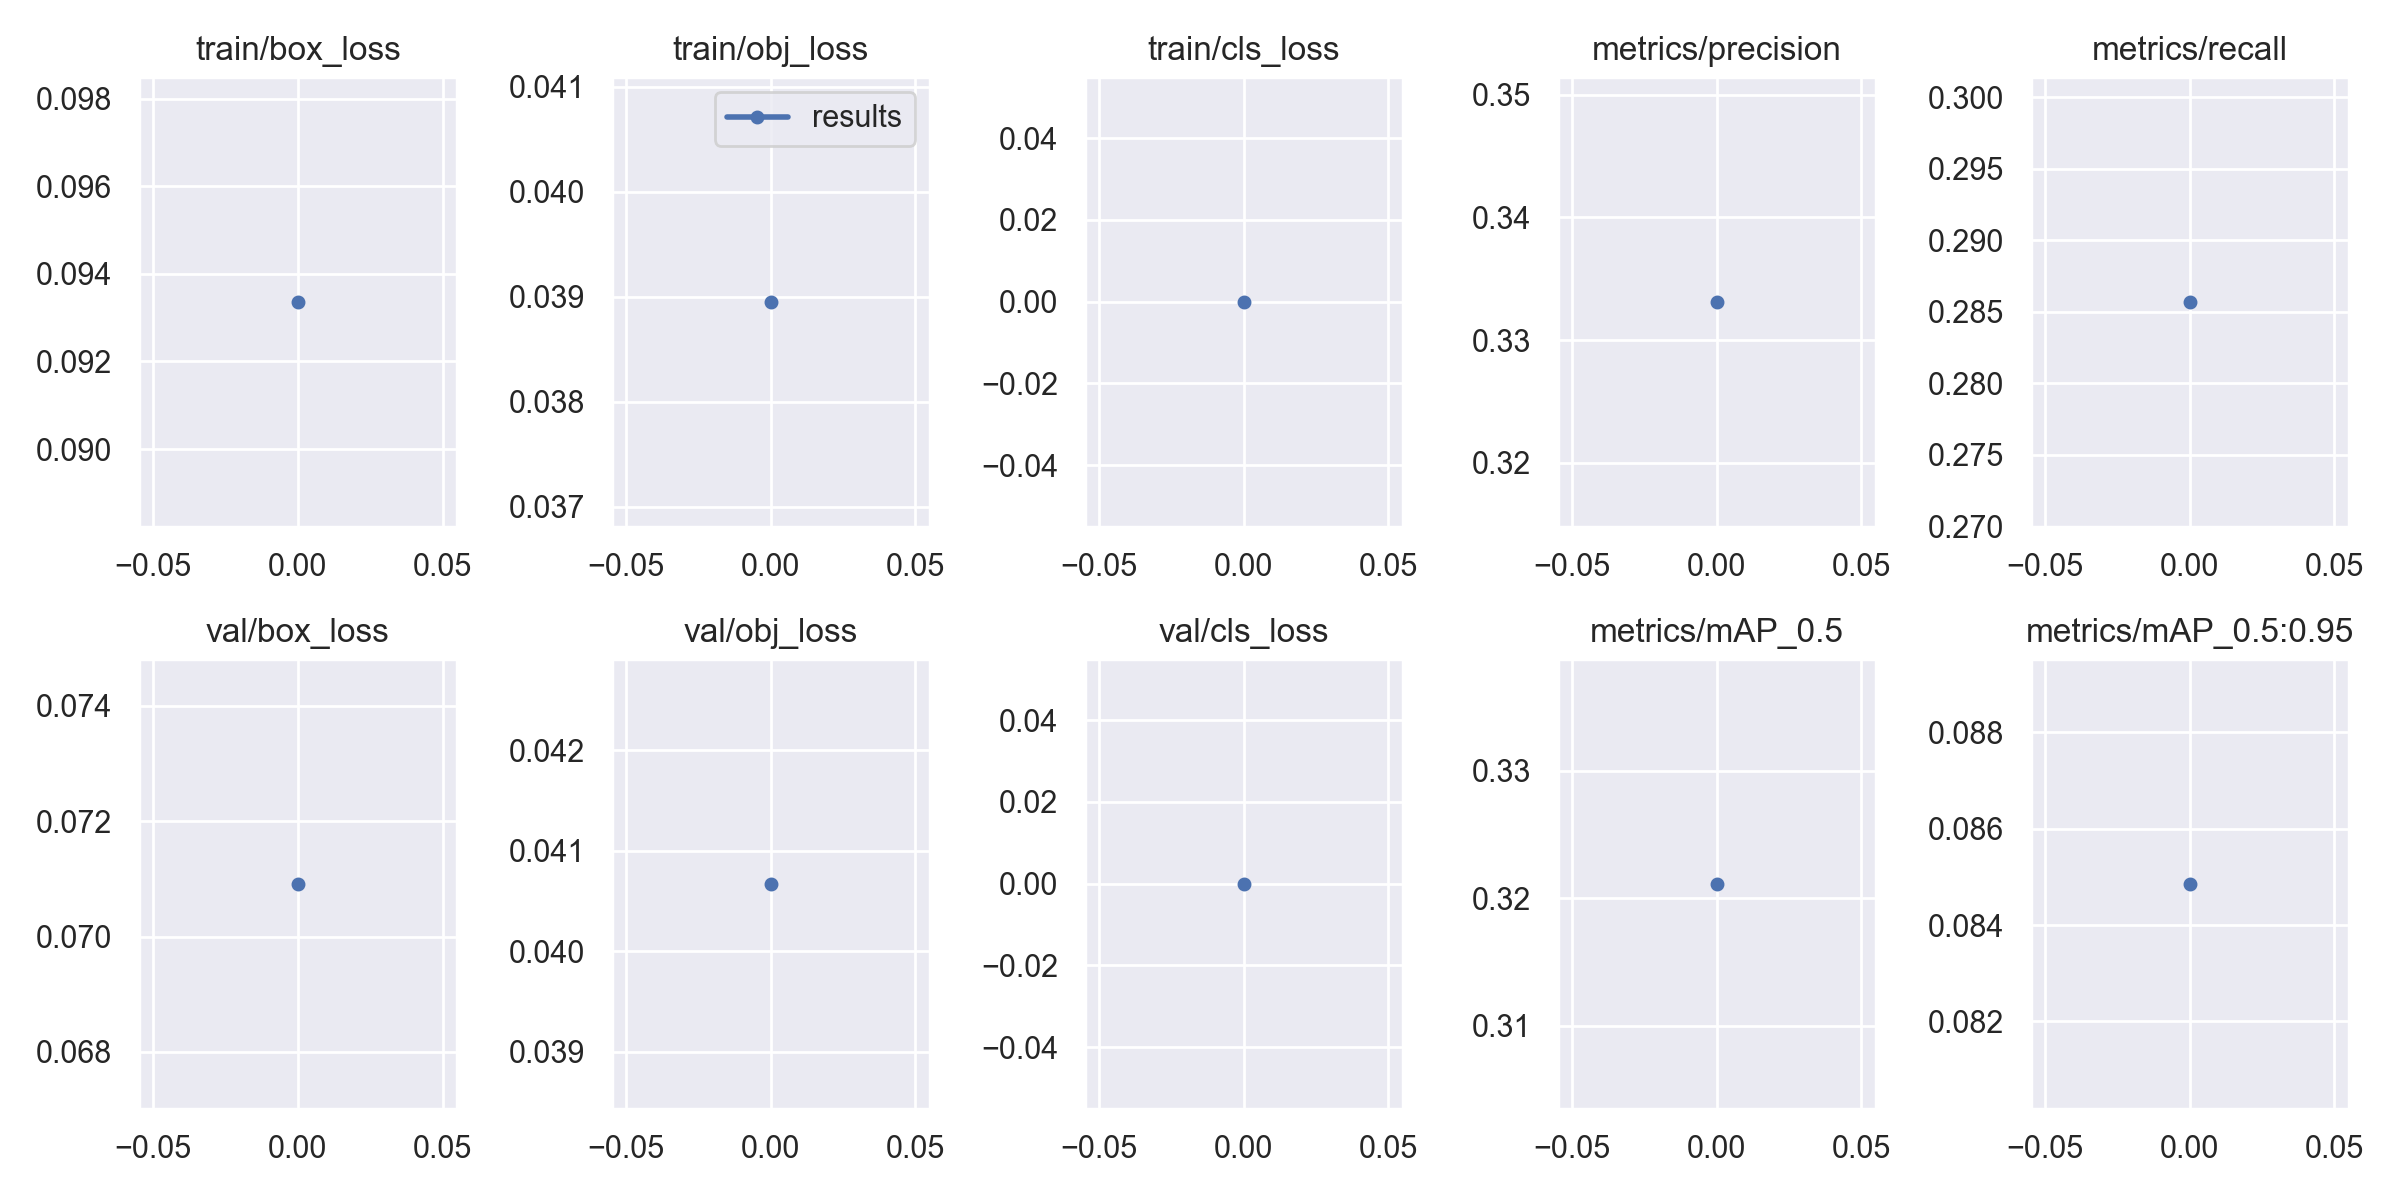 train/box_loss
0.098
0.096
0.094
0.092
0.090
−0.05 0.00 0.05
train/obj_loss
results
0.041
0.040
0.039
0.038
0.037
−0.05 0.00 0.05
train/cls_loss
0.04
0.02
0.00
−0.02
−0.04
−0.05 0.00 0.05
metrics/precision
0.35
0.34
0.33
0.32
−0.05 0.00 0.05
metrics/recall
0.300
0.295
0.290
0.285
0.280
0.275
0.270
−0.05 0.00 0.05
val/box_loss
0.074
0.072
0.070
0.068
−0.05 0.00 0.05
val/obj_loss
0.042
0.041
0.040
0.039
−0.05 0.00 0.05
val/cls_loss
0.04
0.02
0.00
−0.02
−0.04
−0.05 0.00 0.05
metrics/mAP_0.5
0.33
0.32
0.31
−0.05 0.00 0.05
metrics/mAP_0.5:0.95
0.088
0.086
0.084
0.082
−0.05 0.00 0.05